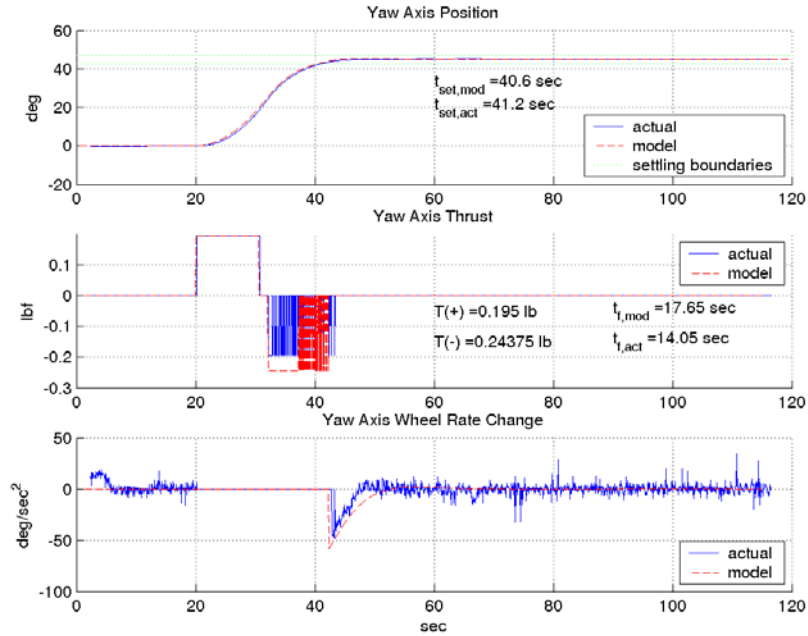 Yaw Axis Position
60
40
20
0
-20
deg
t_set,mod =40.6 sec
t_set,act =41.2 sec
actual
model
settling boundaries
0 20 40 60 80 100 120
Yaw Axis Thrust
0.1
0
-0.1
-0.2
-0.3
lbf
actual
model
T(+) =0.195 lb
T(-) =0.24375 lb
t_f,mod =17.65 sec
t_f,act =14.05 sec
0 20 40 60 80 100 120
Yaw Axis Wheel Rate Change
50
0
-50
-100
deg/sec²
actual
model
0 20 40 60 80 100 120
sec